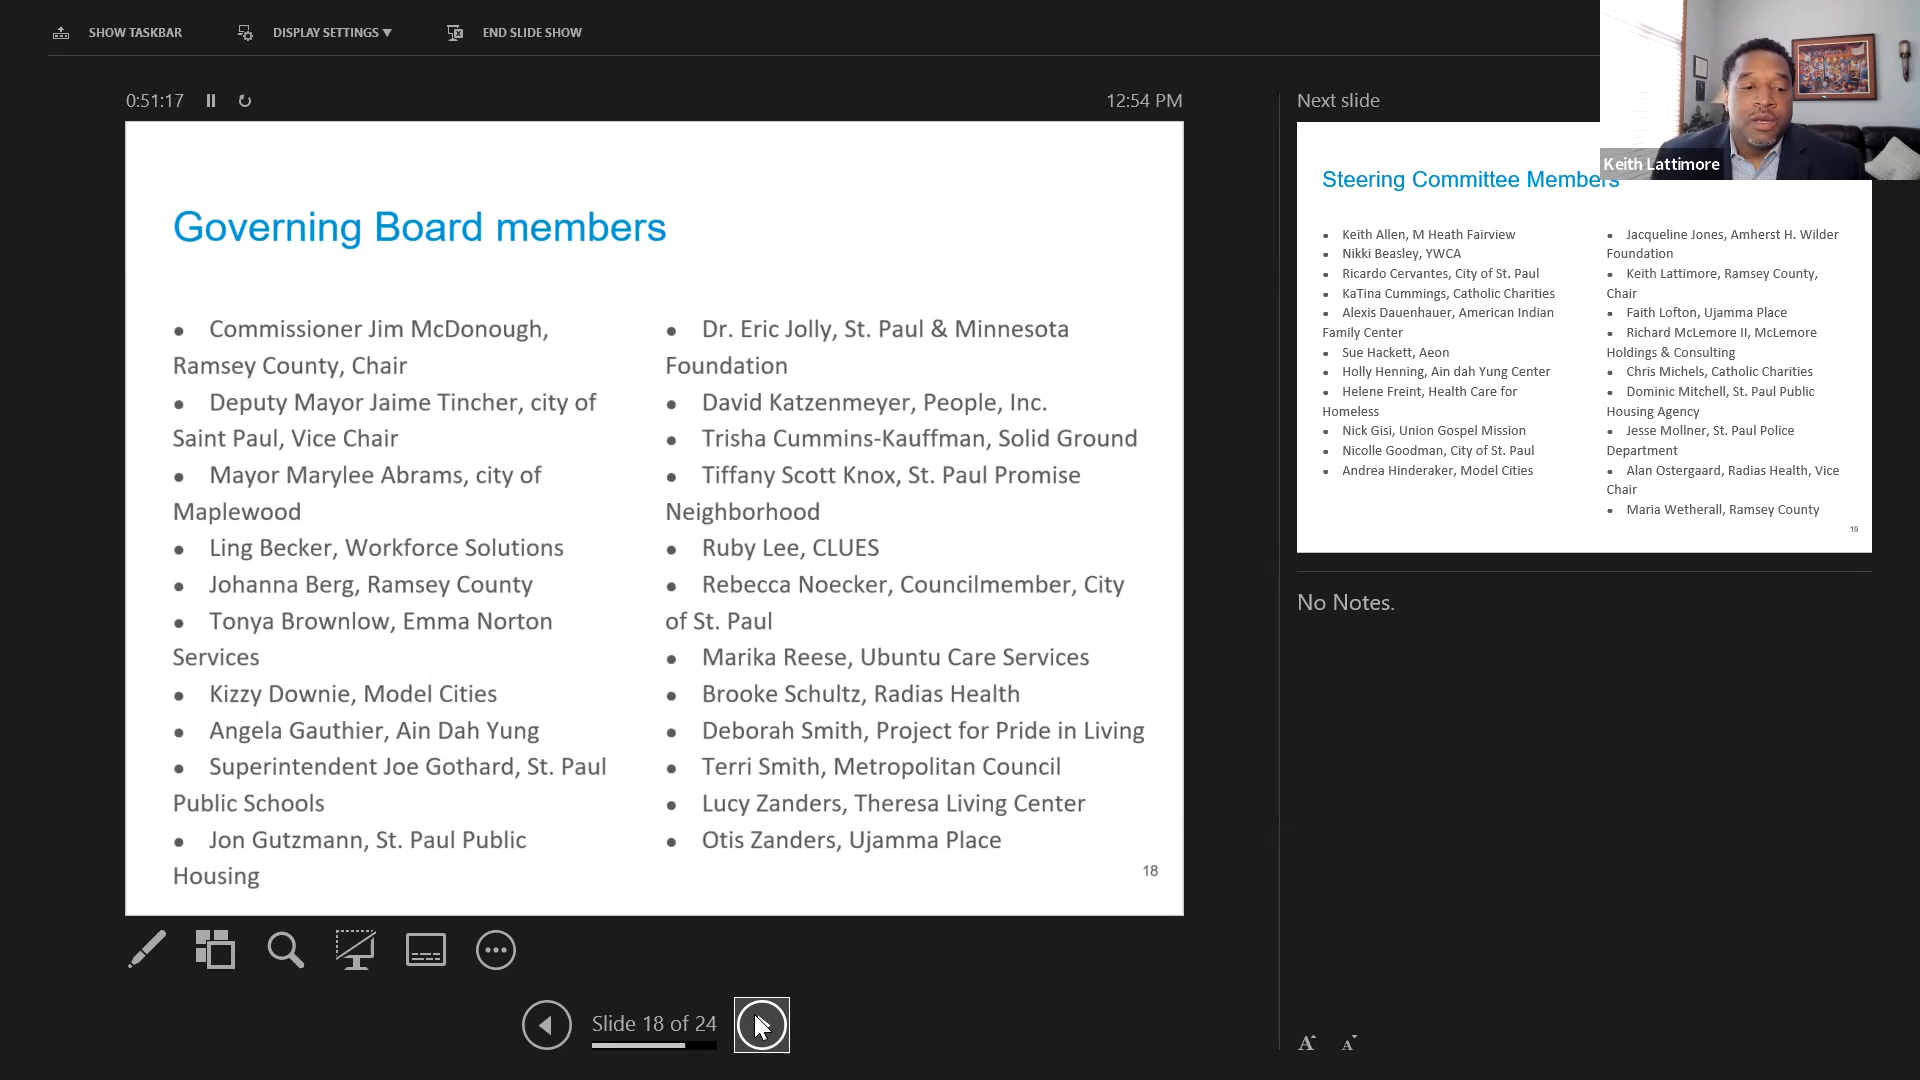 SHOW TASKBAR
DISPLAY SETTINGS ▼
END SLIDE SHOW
0:51:17
12:54 PM
Governing Board members
• Commissioner Jim McDonough,
Ramsey County, Chair
• Deputy Mayor Jaime Tincher, city of
Saint Paul, Vice Chair
• Mayor Marylee Abrams, city of
Maplewood
• Ling Becker, Workforce Solutions
• Johanna Berg, Ramsey County
• Tonya Brownlow, Emma Norton
Services
• Kizzy Downie, Model Cities
• Angela Gauthier, Ain Dah Yung
• Superintendent Joe Gothard, St. Paul
Public Schools
• Jon Gutzmann, St. Paul Public
Housing
• Dr. Eric Jolly, St. Paul & Minnesota
Foundation
• David Katzenmeyer, People, Inc.
• Trisha Cummins-Kauffman, Solid Ground
• Tiffany Scott Knox, St. Paul Promise
Neighborhood
• Ruby Lee, CLUES
• Rebecca Noecker, Councilmember, City
of St. Paul
• Marika Reese, Ubuntu Care Services
• Brooke Schultz, Radias Health
• Deborah Smith, Project for Pride in Living
• Terri Smith, Metropolitan Council
• Lucy Zanders, Theresa Living Center
• Otis Zanders, Ujamma Place
18
Slide 18 of 24
Next slide
Keith Lattimore
Steering Committee Members
• Keith Allen, M Heath Fairview
• Nikki Beasley, YWCA
• Ricardo Cervantes, City of St. Paul
• KaTina Cummings, Catholic Charities
• Alexis Dauenhauer, American Indian
Family Center
• Sue Hackett, Aeon
• Holly Henning, Ain dah Yung Center
• Helene Freint, Health Care for
Homeless
• Nick Gisi, Union Gospel Mission
• Nicolle Goodman, City of St. Paul
• Andrea Hinderaker, Model Cities
• Jacqueline Jones, Amherst H. Wilder
Foundation
• Keith Lattimore, Ramsey County,
Chair
• Faith Lofton, Ujamma Place
• Richard McLemore II, McLemore
Holdings & Consulting
• Chris Michels, Catholic Charities
• Dominic Mitchell, St. Paul Public
Housing Agency
• Jesse Mollner, St. Paul Police
Department
• Alan Ostergaard, Radias Health, Vice
Chair
• Maria Wetherall, Ramsey County
19
No Notes.
A A